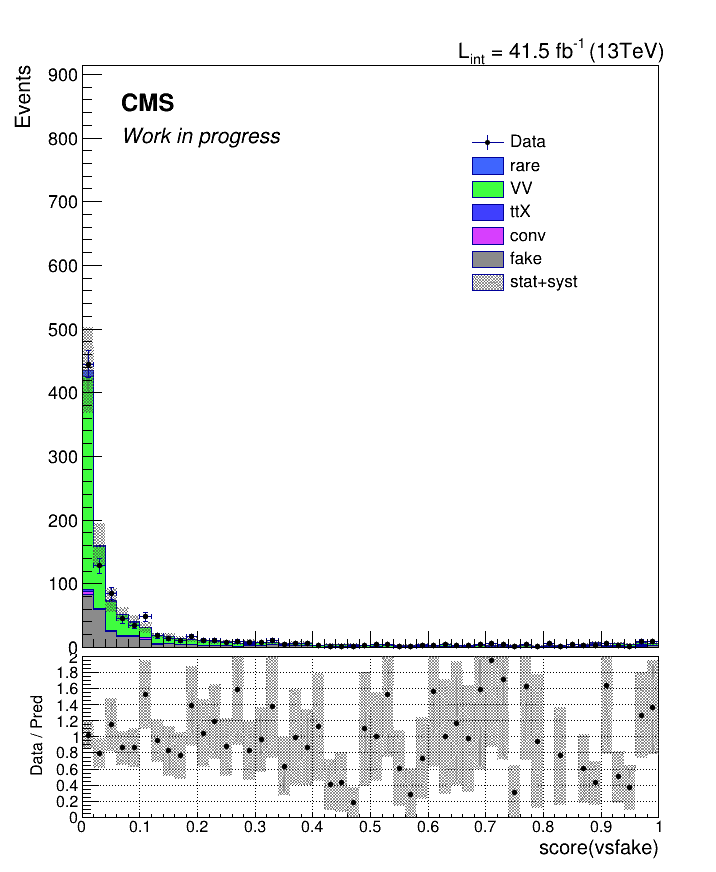 L_int = 41.5 fb^-1 (13TeV)
Events
CMS
Work in progress
Data
rare
VV
ttX
conv
fake
stat+syst
900
800
700
600
500
400
300
200
100
0
Data / Pred
2
1.8
1.6
1.4
1.2
1
0.8
0.6
0.4
0.2
0
0 0.1 0.2 0.3 0.4 0.5 0.6 0.7 0.8 0.9 1
score(vsfake)